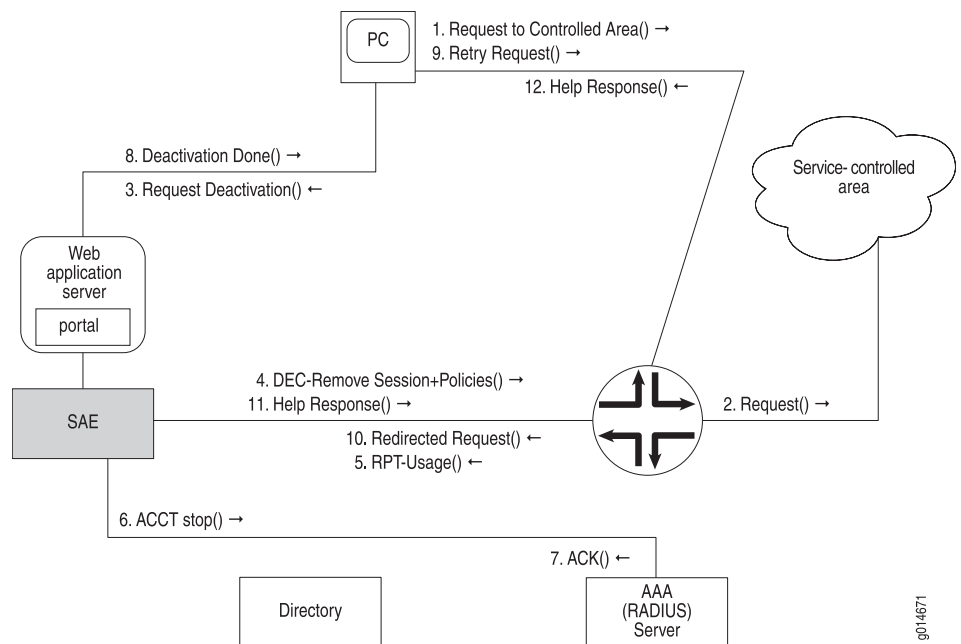 PC
1. Request to Controlled Area() →
9. Retry Request() →
12. Help Response() ←
8. Deactivation Done() →
3. Request Deactivation() ←
Service- controlled
area
Web
application
server
portal
SAE
4. DEC-Remove Session+Policies() →
11. Help Response() →
10. Redirected Request() ←
5. RPT-Usage() ←
2. Request() →
6. ACCT stop() →
7. ACK() ←
Directory
AAA
(RADIUS)
Server
g014671